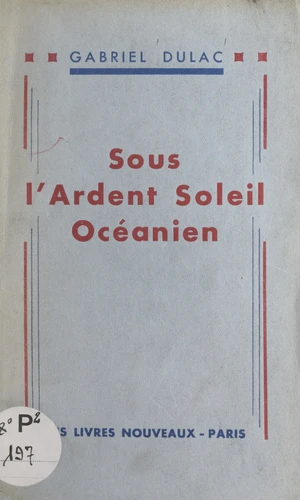 GABRIEL DULAC
Sous
l'Ardent Soleil
Océanien
8° P²
197
LIVRES NOUVEAUX - PARIS